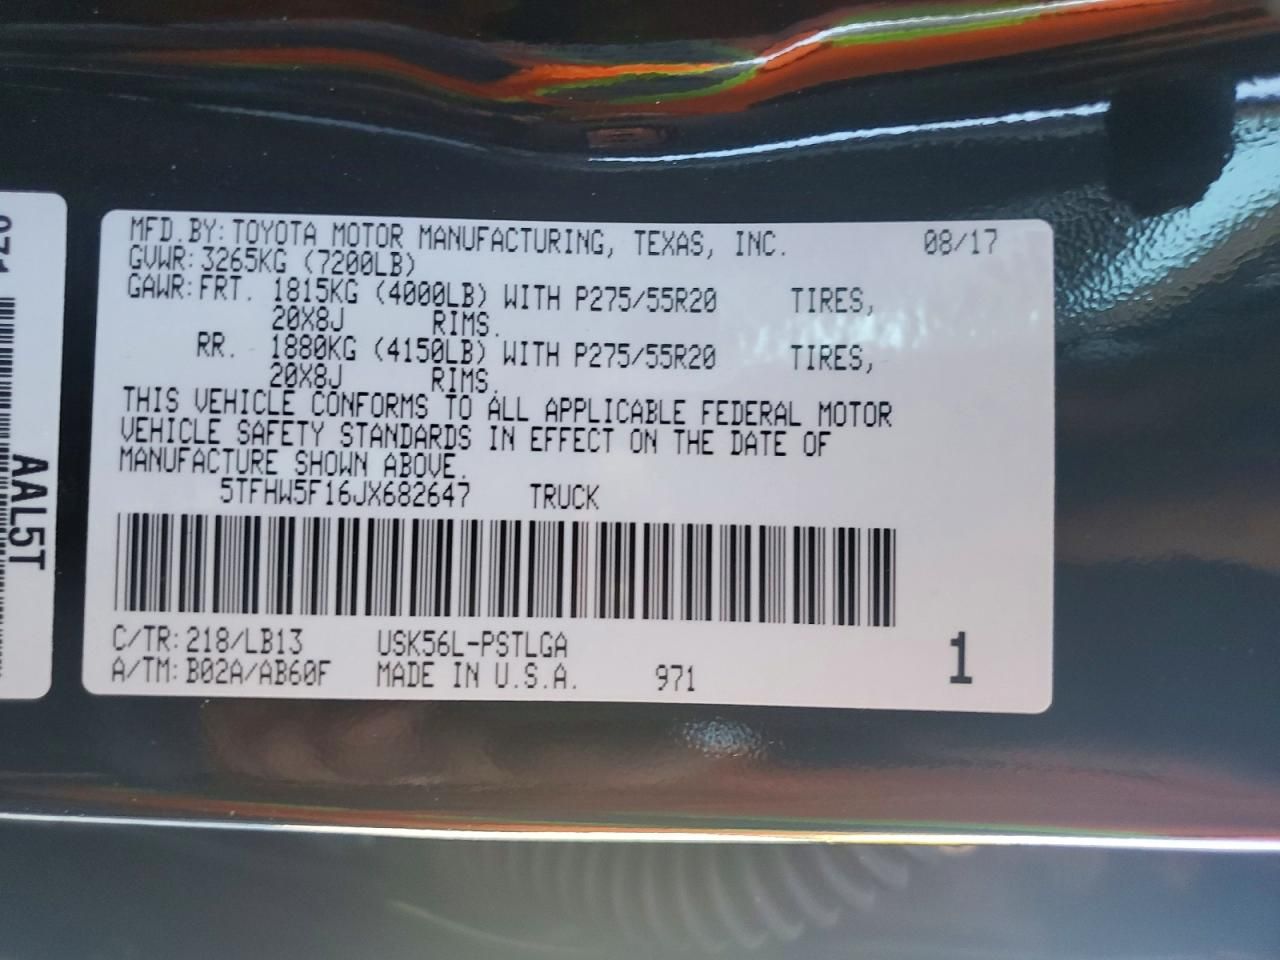 MFD.BY: TOYOTA MOTOR MANUFACTURING, TEXAS, INC. 08/17
GVWR: 3265KG (7200LB)
GAWR: FRT. 1815KG (4000LB) WITH P275/55R20 TIRES,
20X8J RIMS.
RR. 1880KG (4150LB) WITH P275/55R20 TIRES,
20X8J RIMS.
THIS VEHICLE CONFORMS TO ALL APPLICABLE FEDERAL MOTOR
VEHICLE SAFETY STANDARDS IN EFFECT ON THE DATE OF
MANUFACTURE SHOWN ABOVE.
5TFHW5F16JX682647 TRUCK
C/TR: 218/LB13 USK56L-PSTLGA
A/TM: B02A/AB60F MADE IN U.S.A. 971 1
AAL5T